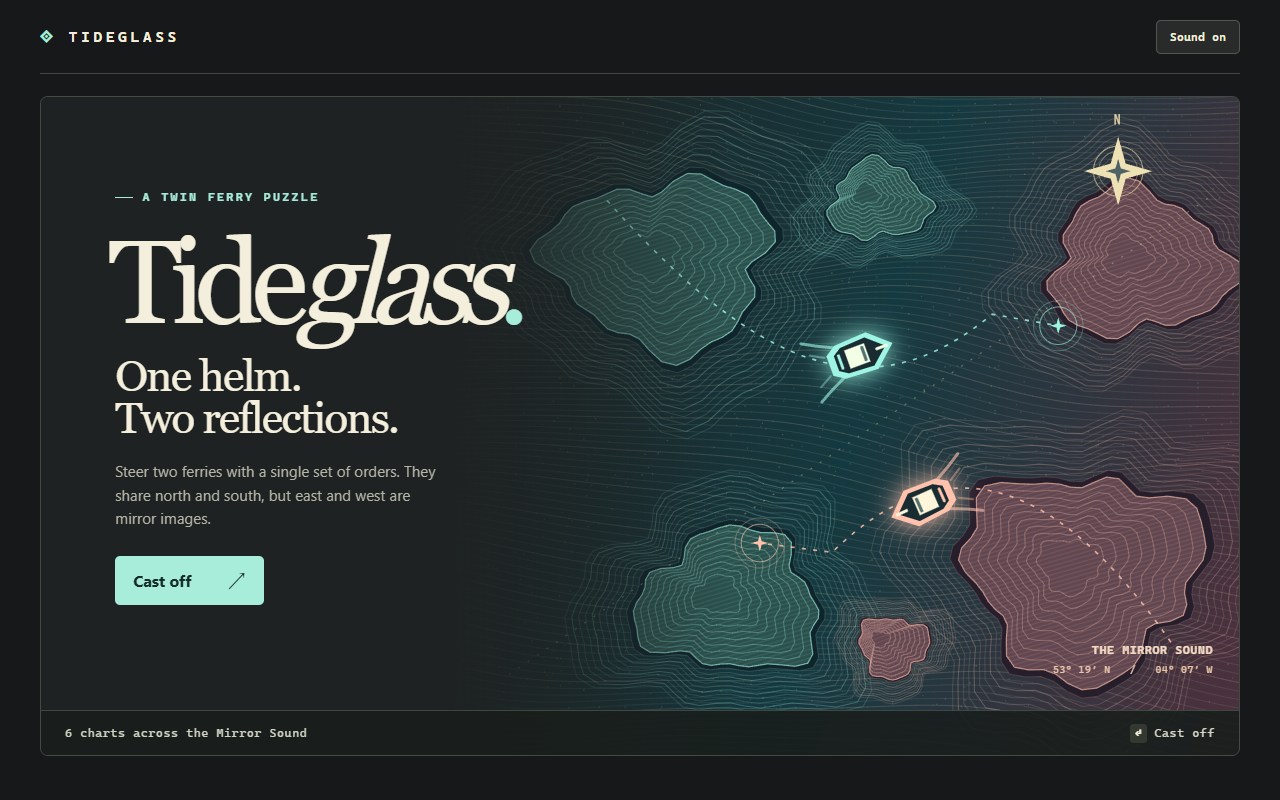 TIDEGLASS
Sound on
A TWIN FERRY PUZZLE
Tideglass.
One helm.
Two reflections.
Steer two ferries with a single set of orders. They
share north and south, but east and west are
mirror images.
Cast off
N
THE MIRROR SOUND
53° 19′ N / 04° 07′ W
6 charts across the Mirror Sound
Cast off